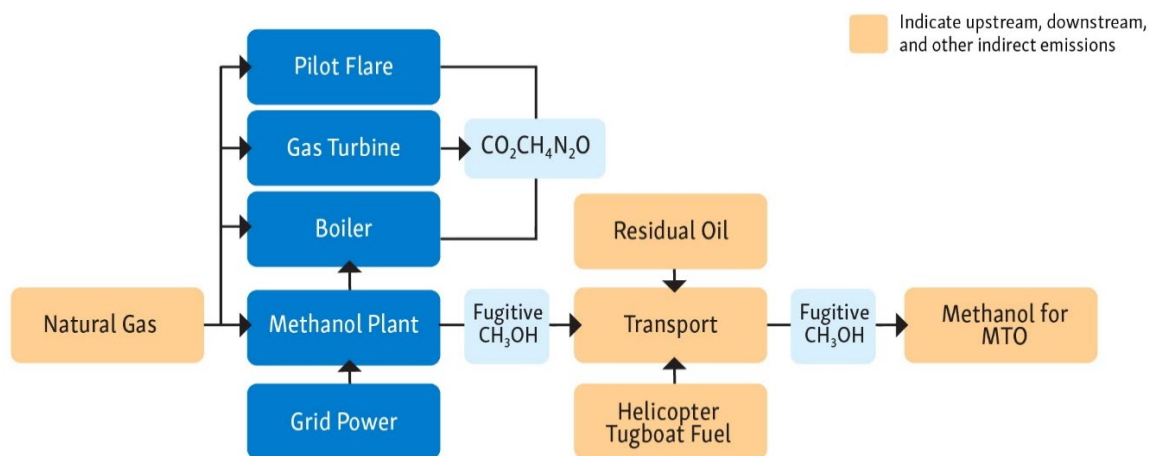 Indicate upstream, downstream,
and other indirect emissions
Pilot Flare
Gas Turbine
CO₂CH₄N₂O
Boiler
Residual Oil
Natural Gas
Methanol Plant
Fugitive
CH₃OH
Transport
Fugitive
CH₃OH
Methanol for
MTO
Grid Power
Helicopter
Tugboat Fuel